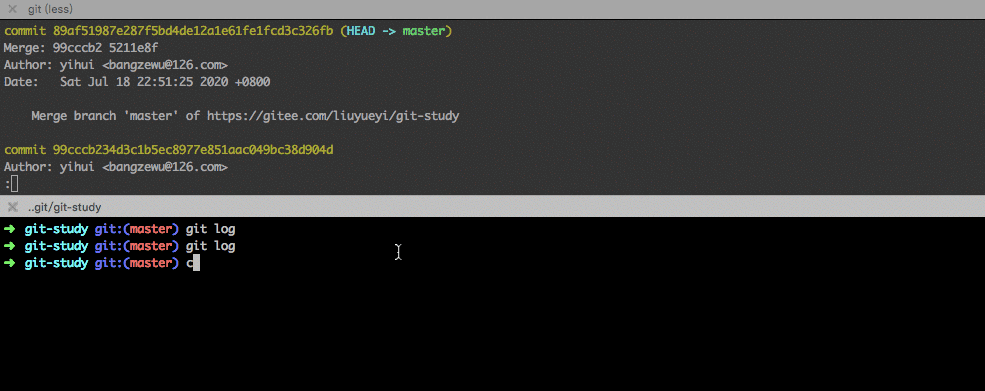 git (less)
commit 89af51987e287f5bd4de12a1e61fe1fcd3c326fb (HEAD -> master)
Merge: 99cccb2 5211e8f
Author: yihui <bangzewu@126.com>
Date:   Sat Jul 18 22:51:25 2020 +0800
Merge branch 'master' of https://gitee.com/liuyueyi/git-study
commit 99cccb234d3c1b5ec8977e851aac049bc38d904d
Author: yihui <bangzewu@126.com>
:
..git/git-study
➜ git-study git:(master) git log
➜ git-study git:(master) git log
➜ git-study git:(master) c